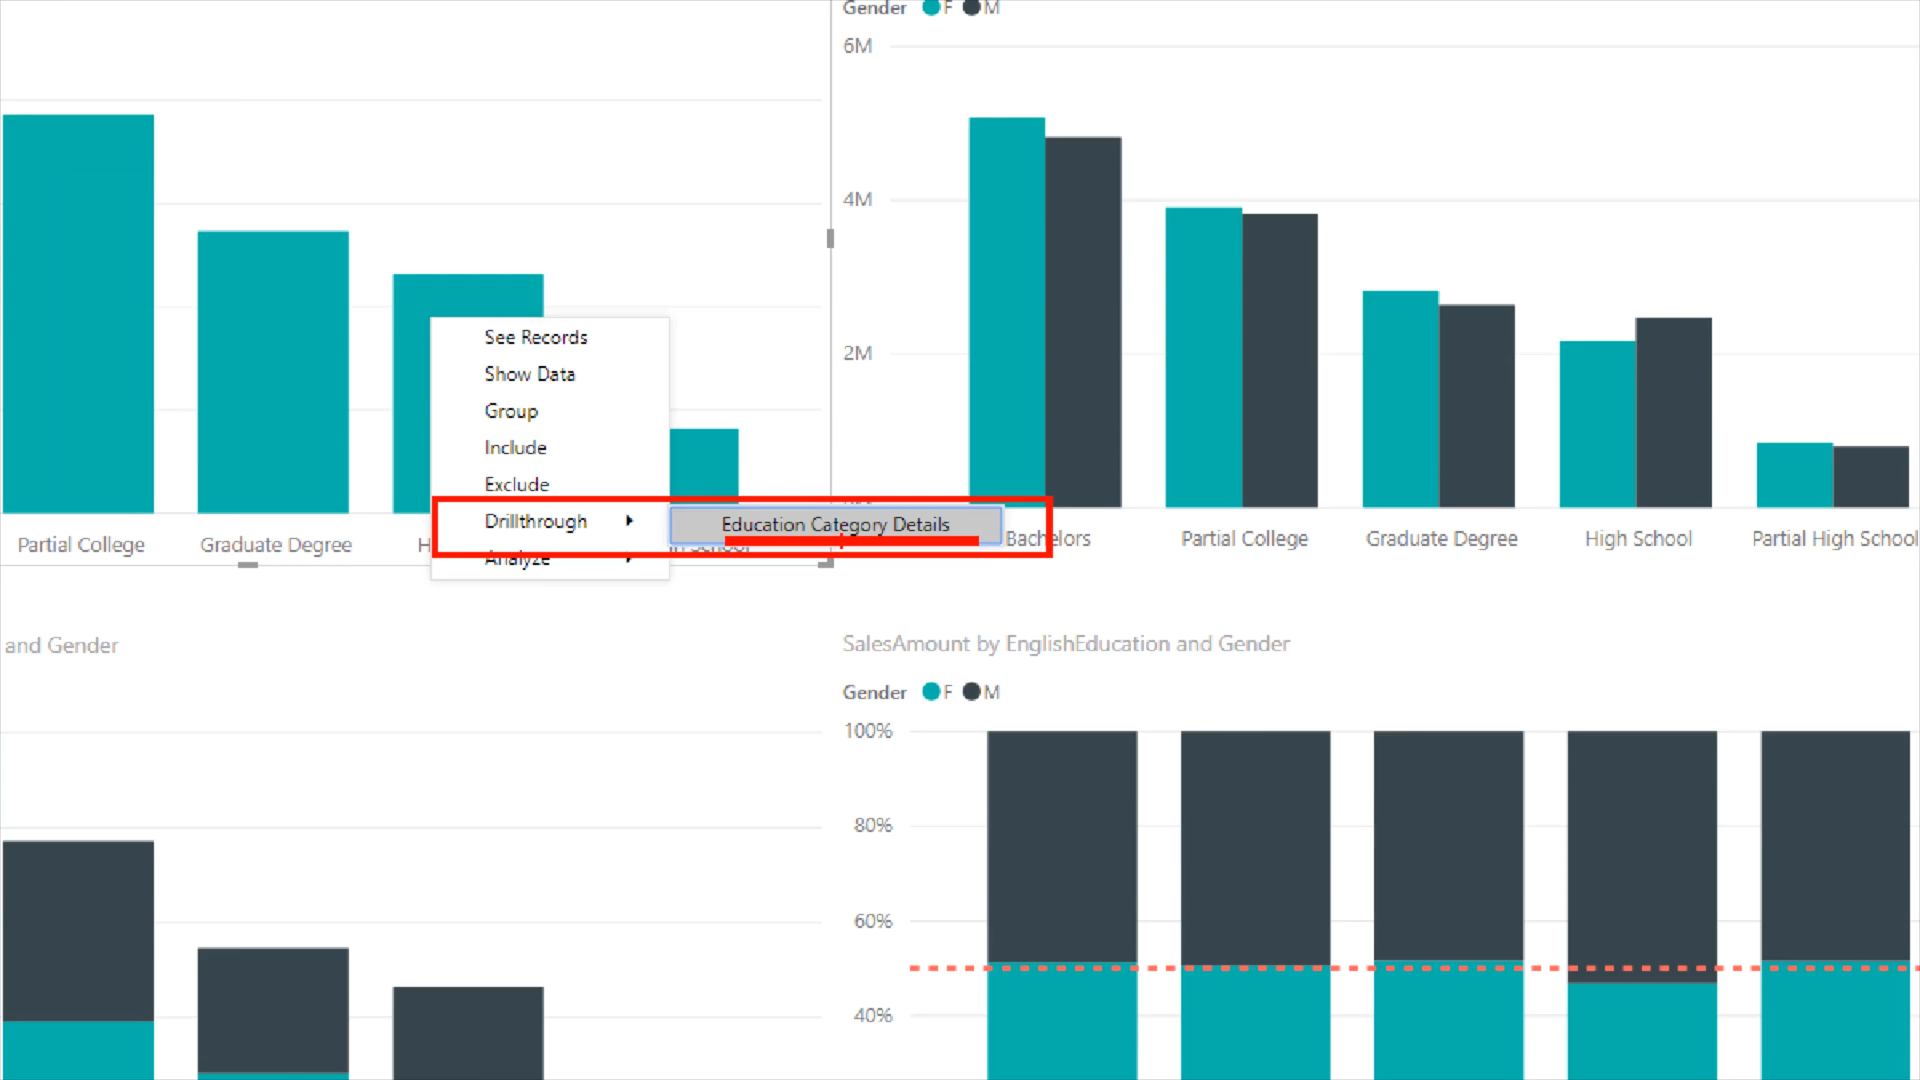 Gender F M
6M
4M
2M
Bachelors
Partial College
Graduate Degree
High School
Partial High School
Partial College
Graduate Degree
See Records
Show Data
Group
Include
Exclude
Drillthrough
Education Category Details
Analyze
and Gender
SalesAmount by EnglishEducation and Gender
Gender F M
100%
80%
60%
40%